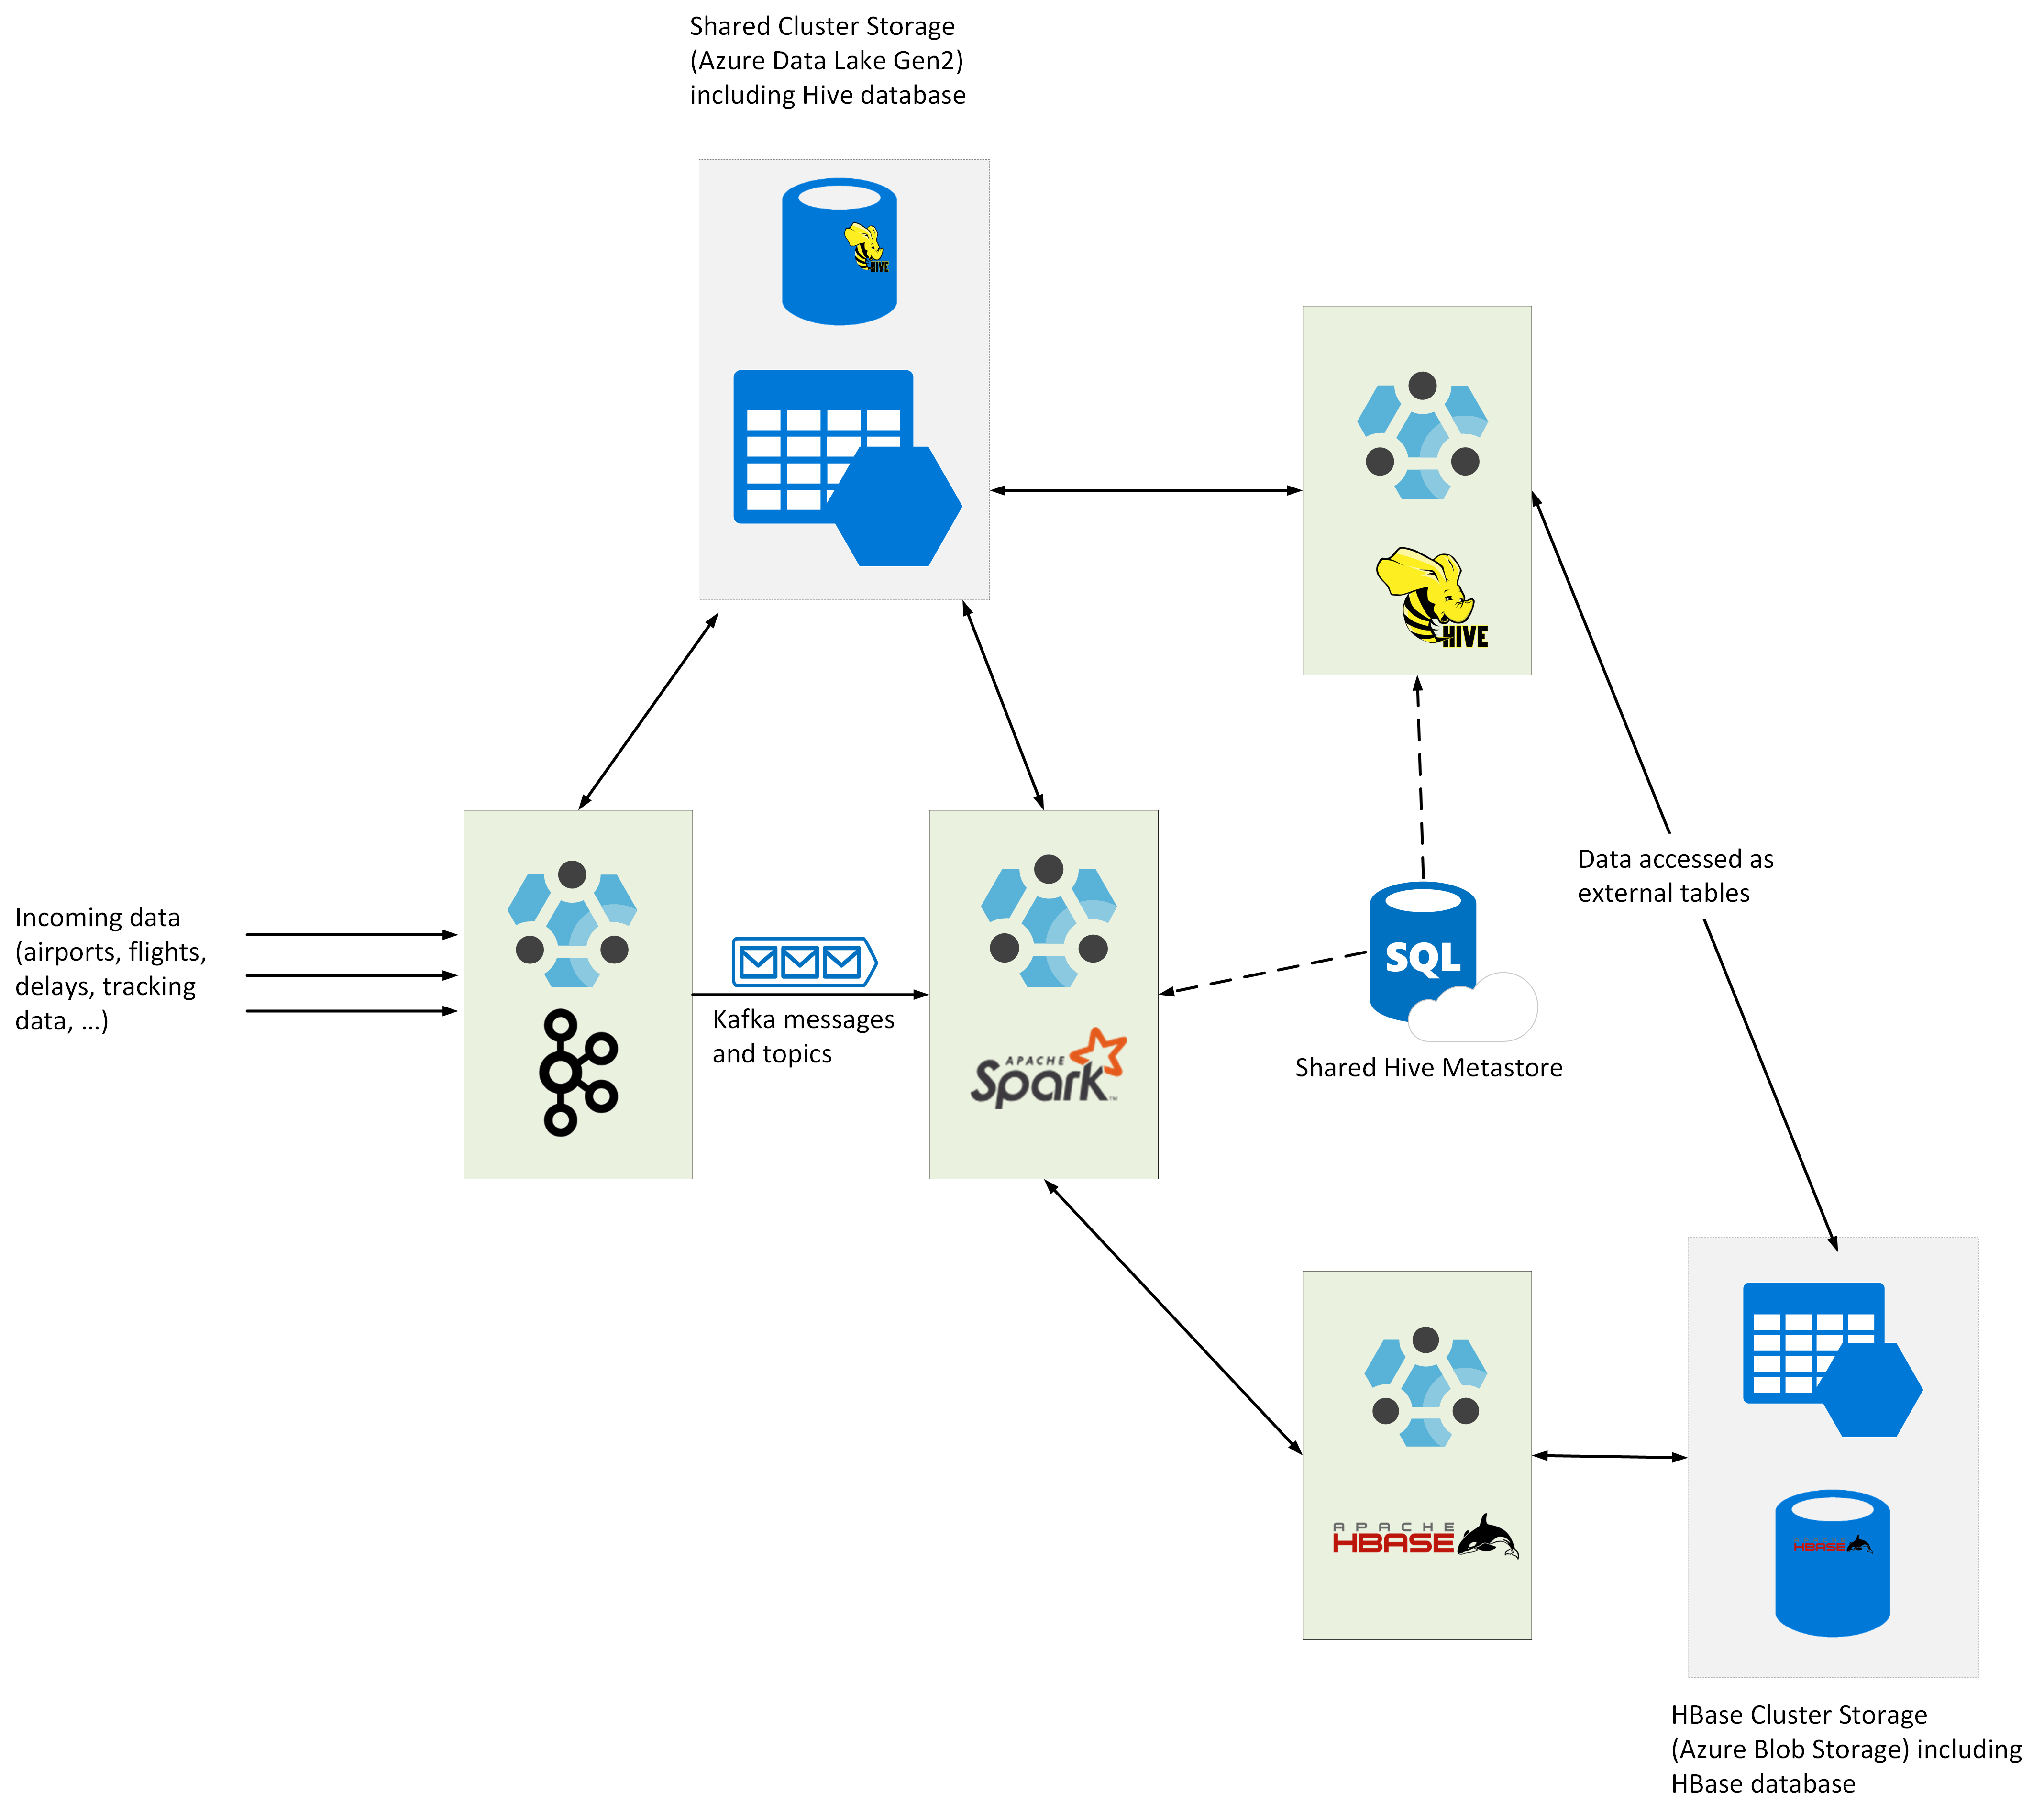 Shared Cluster Storage
(Azure Data Lake Gen2)
including Hive database
HIVE
HIVE
Data accessed as
external tables
Incoming data
(airports, flights,
delays, tracking
data, ...)
Kafka messages
and topics
APACHE
Spark™
SQL
Shared Hive Metastore
APACHE
HBASE
APACHE
HBASE
HBase Cluster Storage
(Azure Blob Storage) including
HBase database